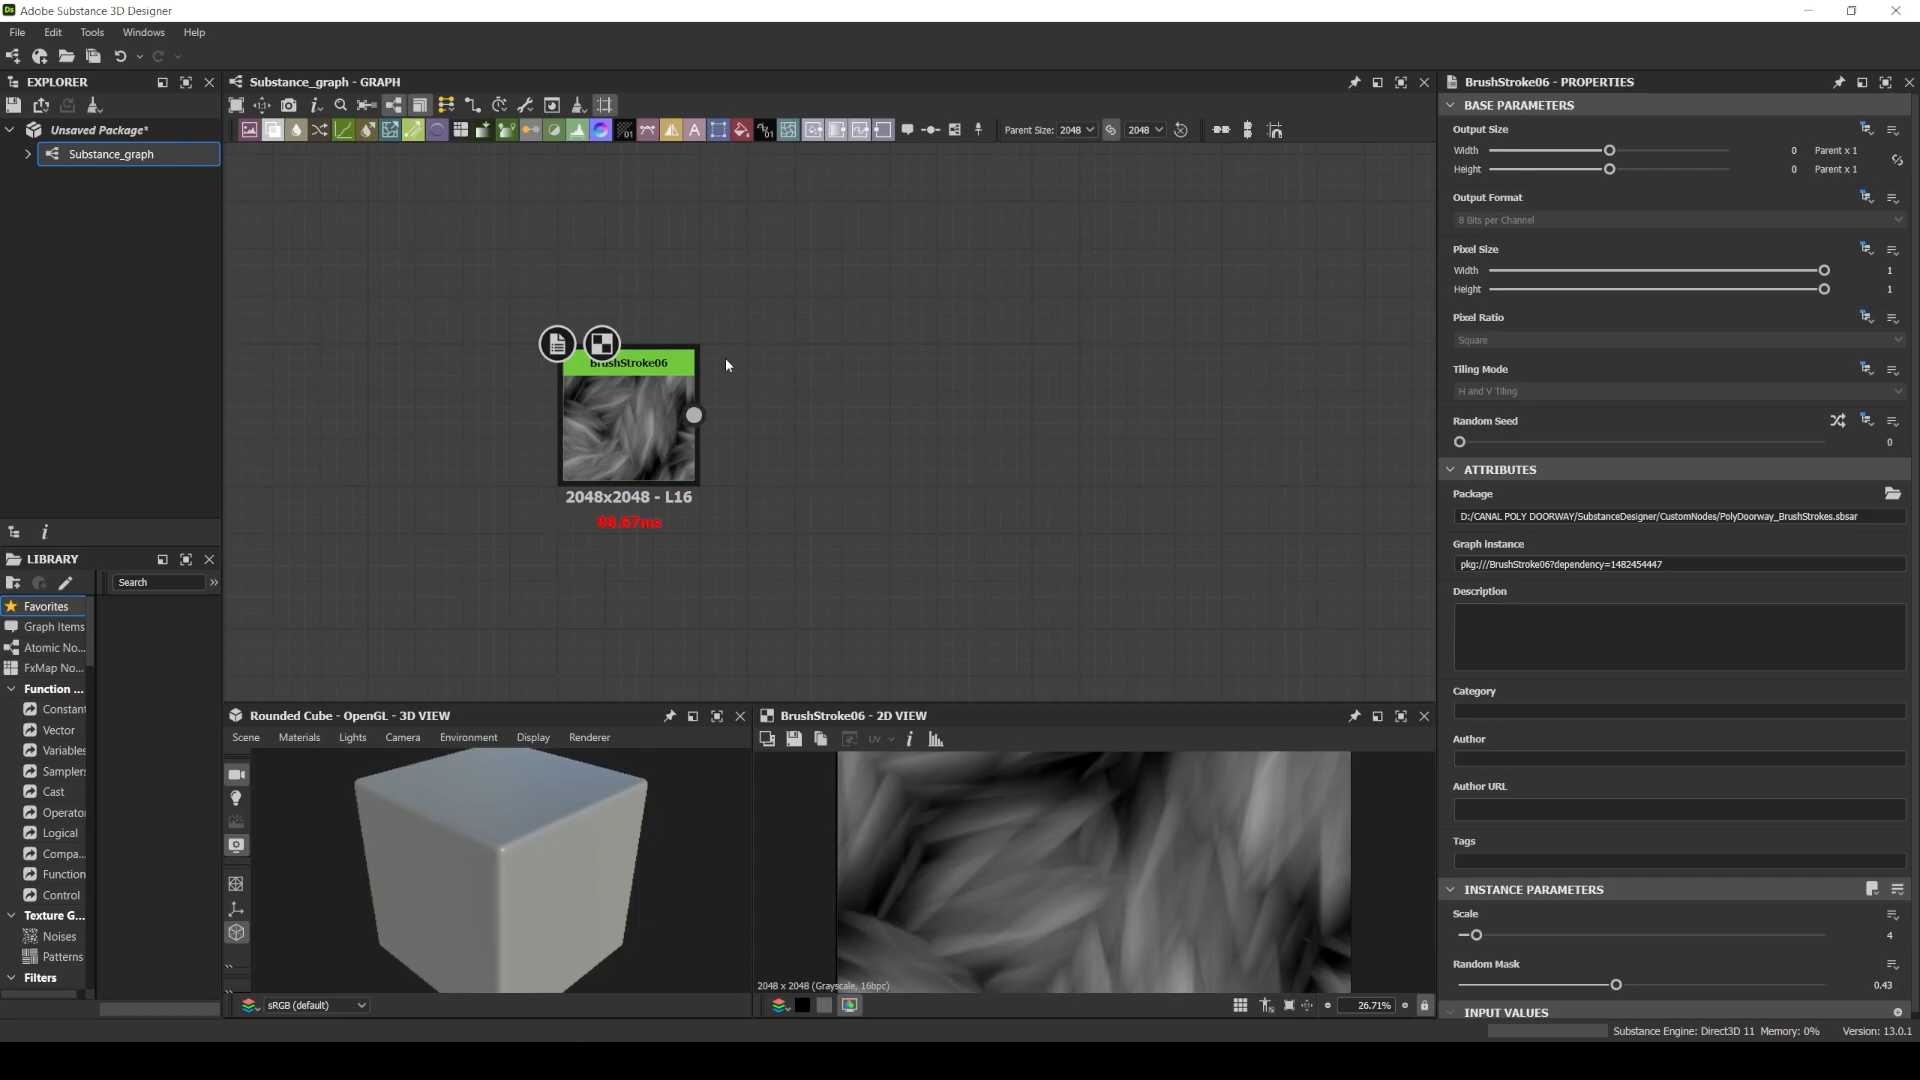 Ds Adobe Substance 3D Designer
File Edit Tools Windows Help
EXPLORER
Unsaved Package*
Substance_graph
LIBRARY
Search
Favorites
Graph Items
Atomic No...
FxMap No...
Function ...
Constant
Vector
Variables
Samplers
Cast
Operato
Logical
Compa...
Function
Control
Texture G...
Noises
Patterns
Filters
Substance_graph - GRAPH
Parent Size: 2048 2048
BrushStroke06
2048x2048 - L16
98.67ms
Rounded Cube - OpenGL - 3D VIEW
Scene Materials Lights Camera Environment Display Renderer
sRGB (default)
BrushStroke06 - 2D VIEW
UV
2048 x 2048 (Grayscale, 16bpc)
26.71%
BrushStroke06 - PROPERTIES
BASE PARAMETERS
Output Size
Width 0 Parent x 1
Height 0 Parent x 1
Output Format
8 Bits per Channel
Pixel Size
Width 1
Height 1
Pixel Ratio
Square
Tiling Mode
H and V Tiling
Random Seed
0
ATTRIBUTES
Package
D:/CANAL POLY DOORWAY/SubstanceDesigner/CustomNodes/PolyDoorway_BrushStrokes.sbsar
Graph instance
pkg:///BrushStroke06?dependency=1482454447
Description
Category
Author
Author URL
Tags
INSTANCE PARAMETERS
Scale
4
Random Mask
0.43
INPUT VALUES
Substance Engine: Direct3D 11 Memory: 0% Version: 13.0.1